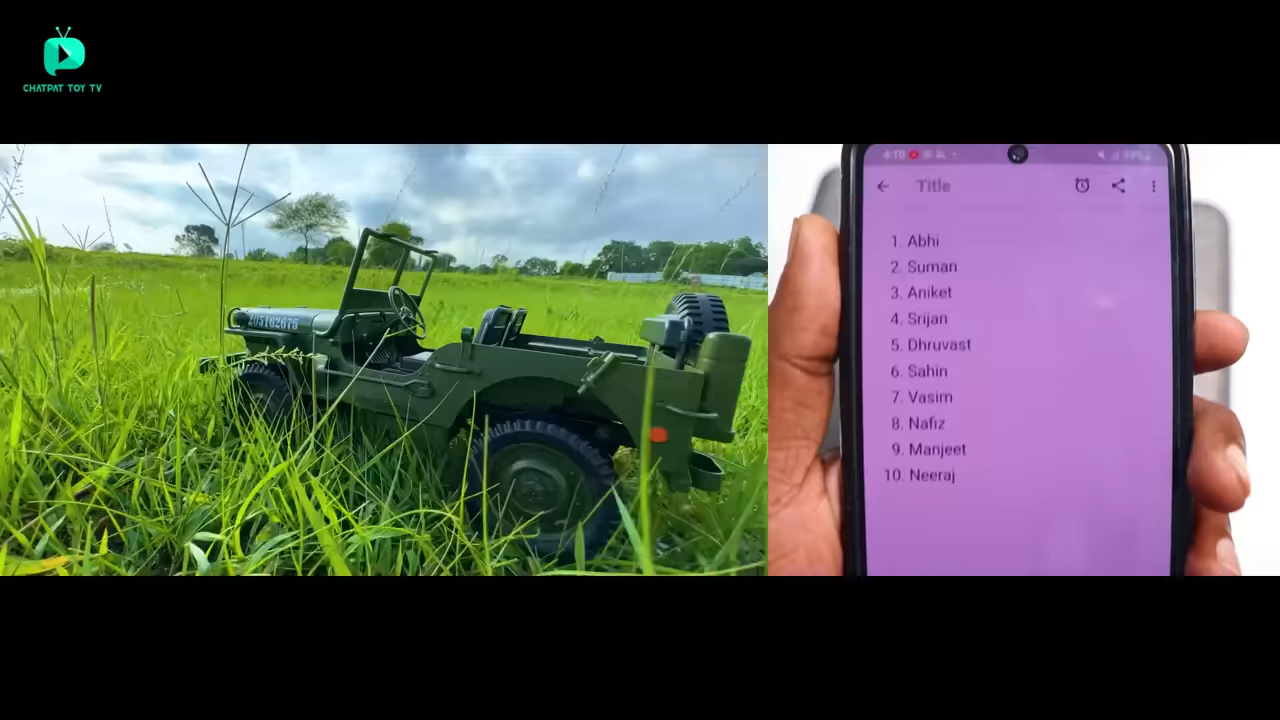 CHATPAT TOY TV
20516267S
Title
1. Abhi
2. Suman
3. Aniket
4. Srijan
5. Dhruvast
6. Sahin
7. Vasim
8. Nafiz
9. Manjeet
10. Neeraj